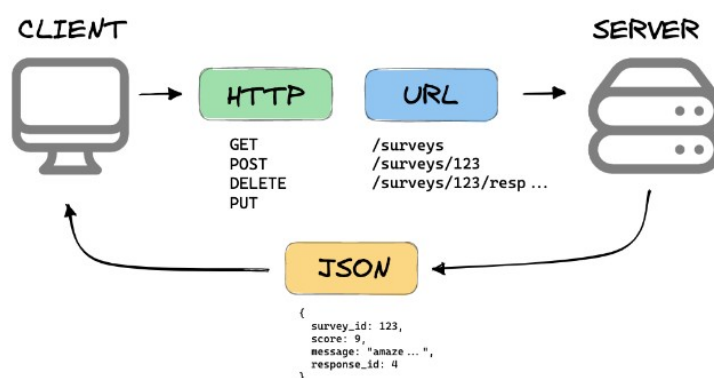 CLIENT
SERVER
HTTP
URL
GET
POST
DELETE
PUT
/surveys
/surveys/123
/surveys/123/resp ...
JSON
{
survey_id: 123,
score: 9,
message: "amaze ...",
response_id: 4
}